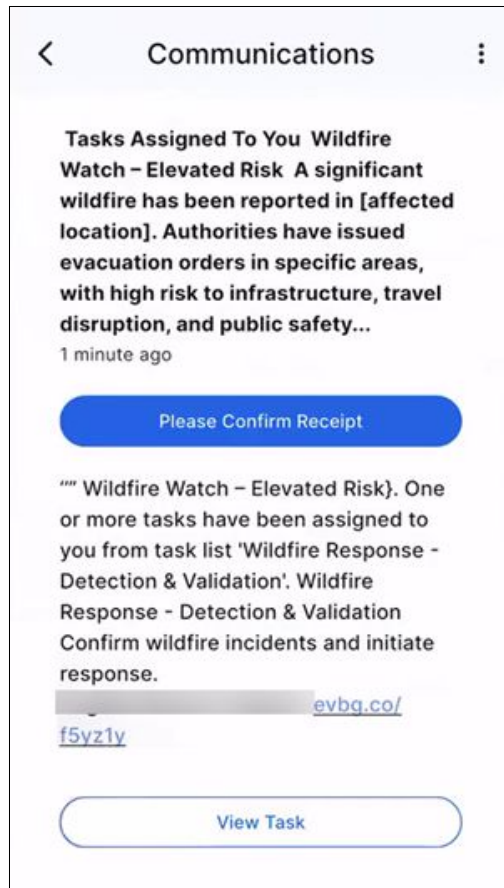 Communications
Tasks Assigned To You Wildfire
Watch – Elevated Risk A significant
wildfire has been reported in [affected
location]. Authorities have issued
evacuation orders in specific areas,
with high risk to infrastructure, travel
disruption, and public safety...
1 minute ago
Please Confirm Receipt
“”" Wildfire Watch – Elevated Risk}. One
or more tasks have been assigned to
you from task list 'Wildfire Response -
Detection & Validation'. Wildfire
Response - Detection & Validation
Confirm wildfire incidents and initiate
response.
evbg.co/
f5yz1y
View Task